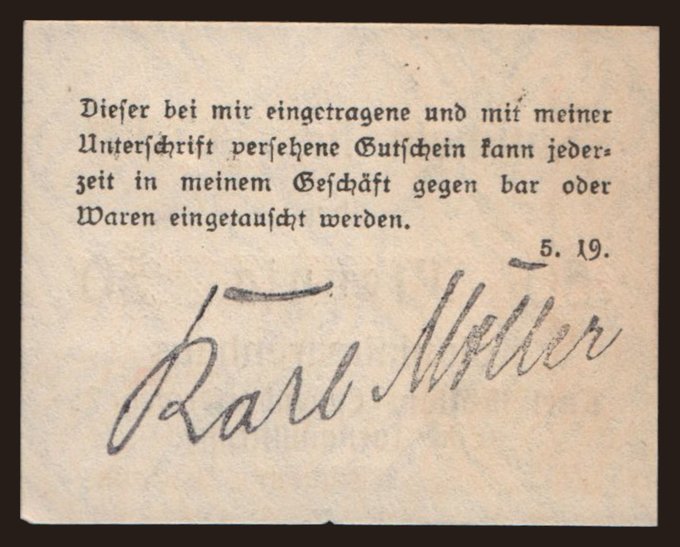 Dieser bei mir eingetragene und mit meiner
Unterschrift versehene Gutschein kann jeder=
zeit in meinem Geschäft gegen bar oder
Waren eingetauscht werden.
5. 19.
Karl Möller